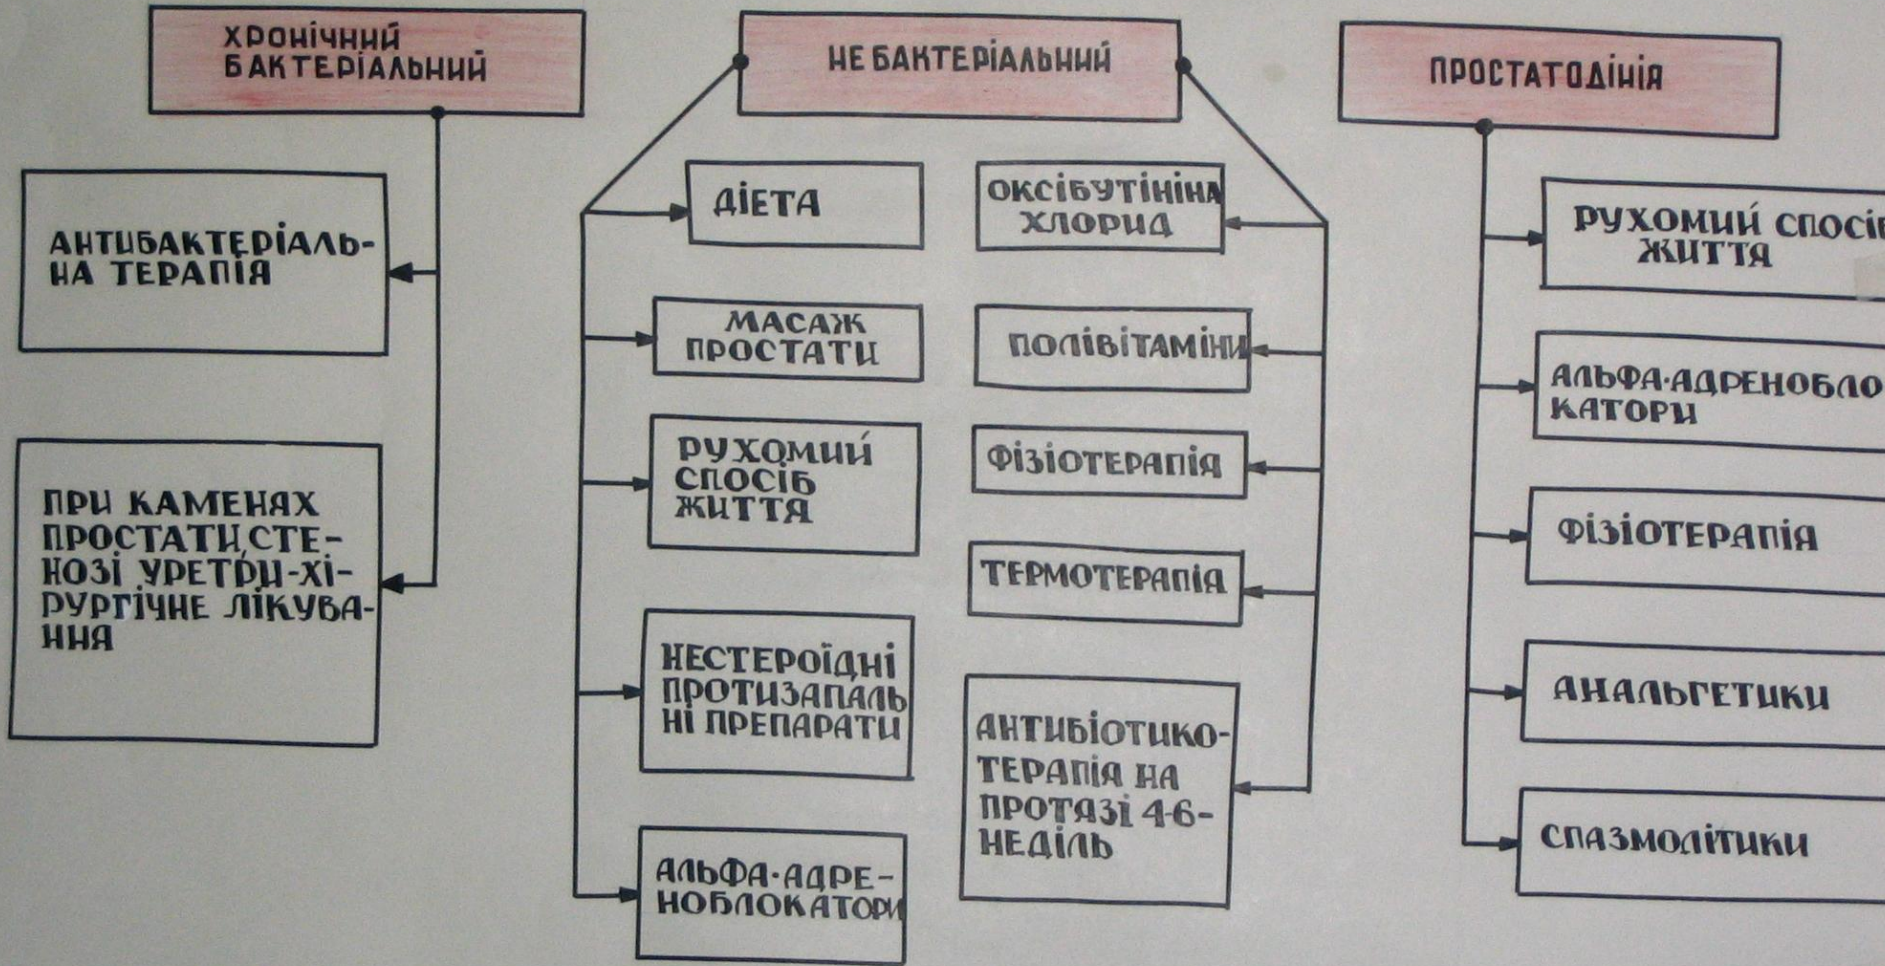 ХРОНІЧНИЙ
БАКТЕРІАЛЬНИЙ
АНТИБАКТЕРІАЛЬ-
НА ТЕРАПІЯ
ПРИ КАМЕНЯХ
ПРОСТАТИ, СТЕ-
НОЗІ УРЕТРИ-ХІ-
РУРГІЧНЕ ЛІКУВА-
ННЯ
НЕ БАКТЕРІАЛЬНИЙ
ДІЕТА
МАСАЖ
ПРОСТАТИ
РУХОМИЙ
СПОСІБ
ЖИТТЯ
НЕСТЕРОЇДНІ
ПРОТИЗАПАЛЬ
НІ ПРЕПАРАТИ
АЛЬФА-АДРЕ-
НОБЛОКАТОРИ
ОКСІБУТІНІНА
ХЛОРИД
ПОЛІВІТАМІНИ
ФІЗІОТЕРАПІЯ
ТЕРМОТЕРАПІЯ
АНТИБІОТИКО-
ТЕРАПІЯ НА
ПРОТЯЗІ 4-6-
НЕДІЛЬ
ПРОСТАТОДІНІЯ
РУХОМИЙ СПОСІБ
ЖИТТЯ
АЛЬФА-АДРЕНОБЛО
КАТОРИ
ФІЗІОТЕРАПІЯ
АНАЛЬГЕТИКИ
СПАЗМОЛІТИКИ